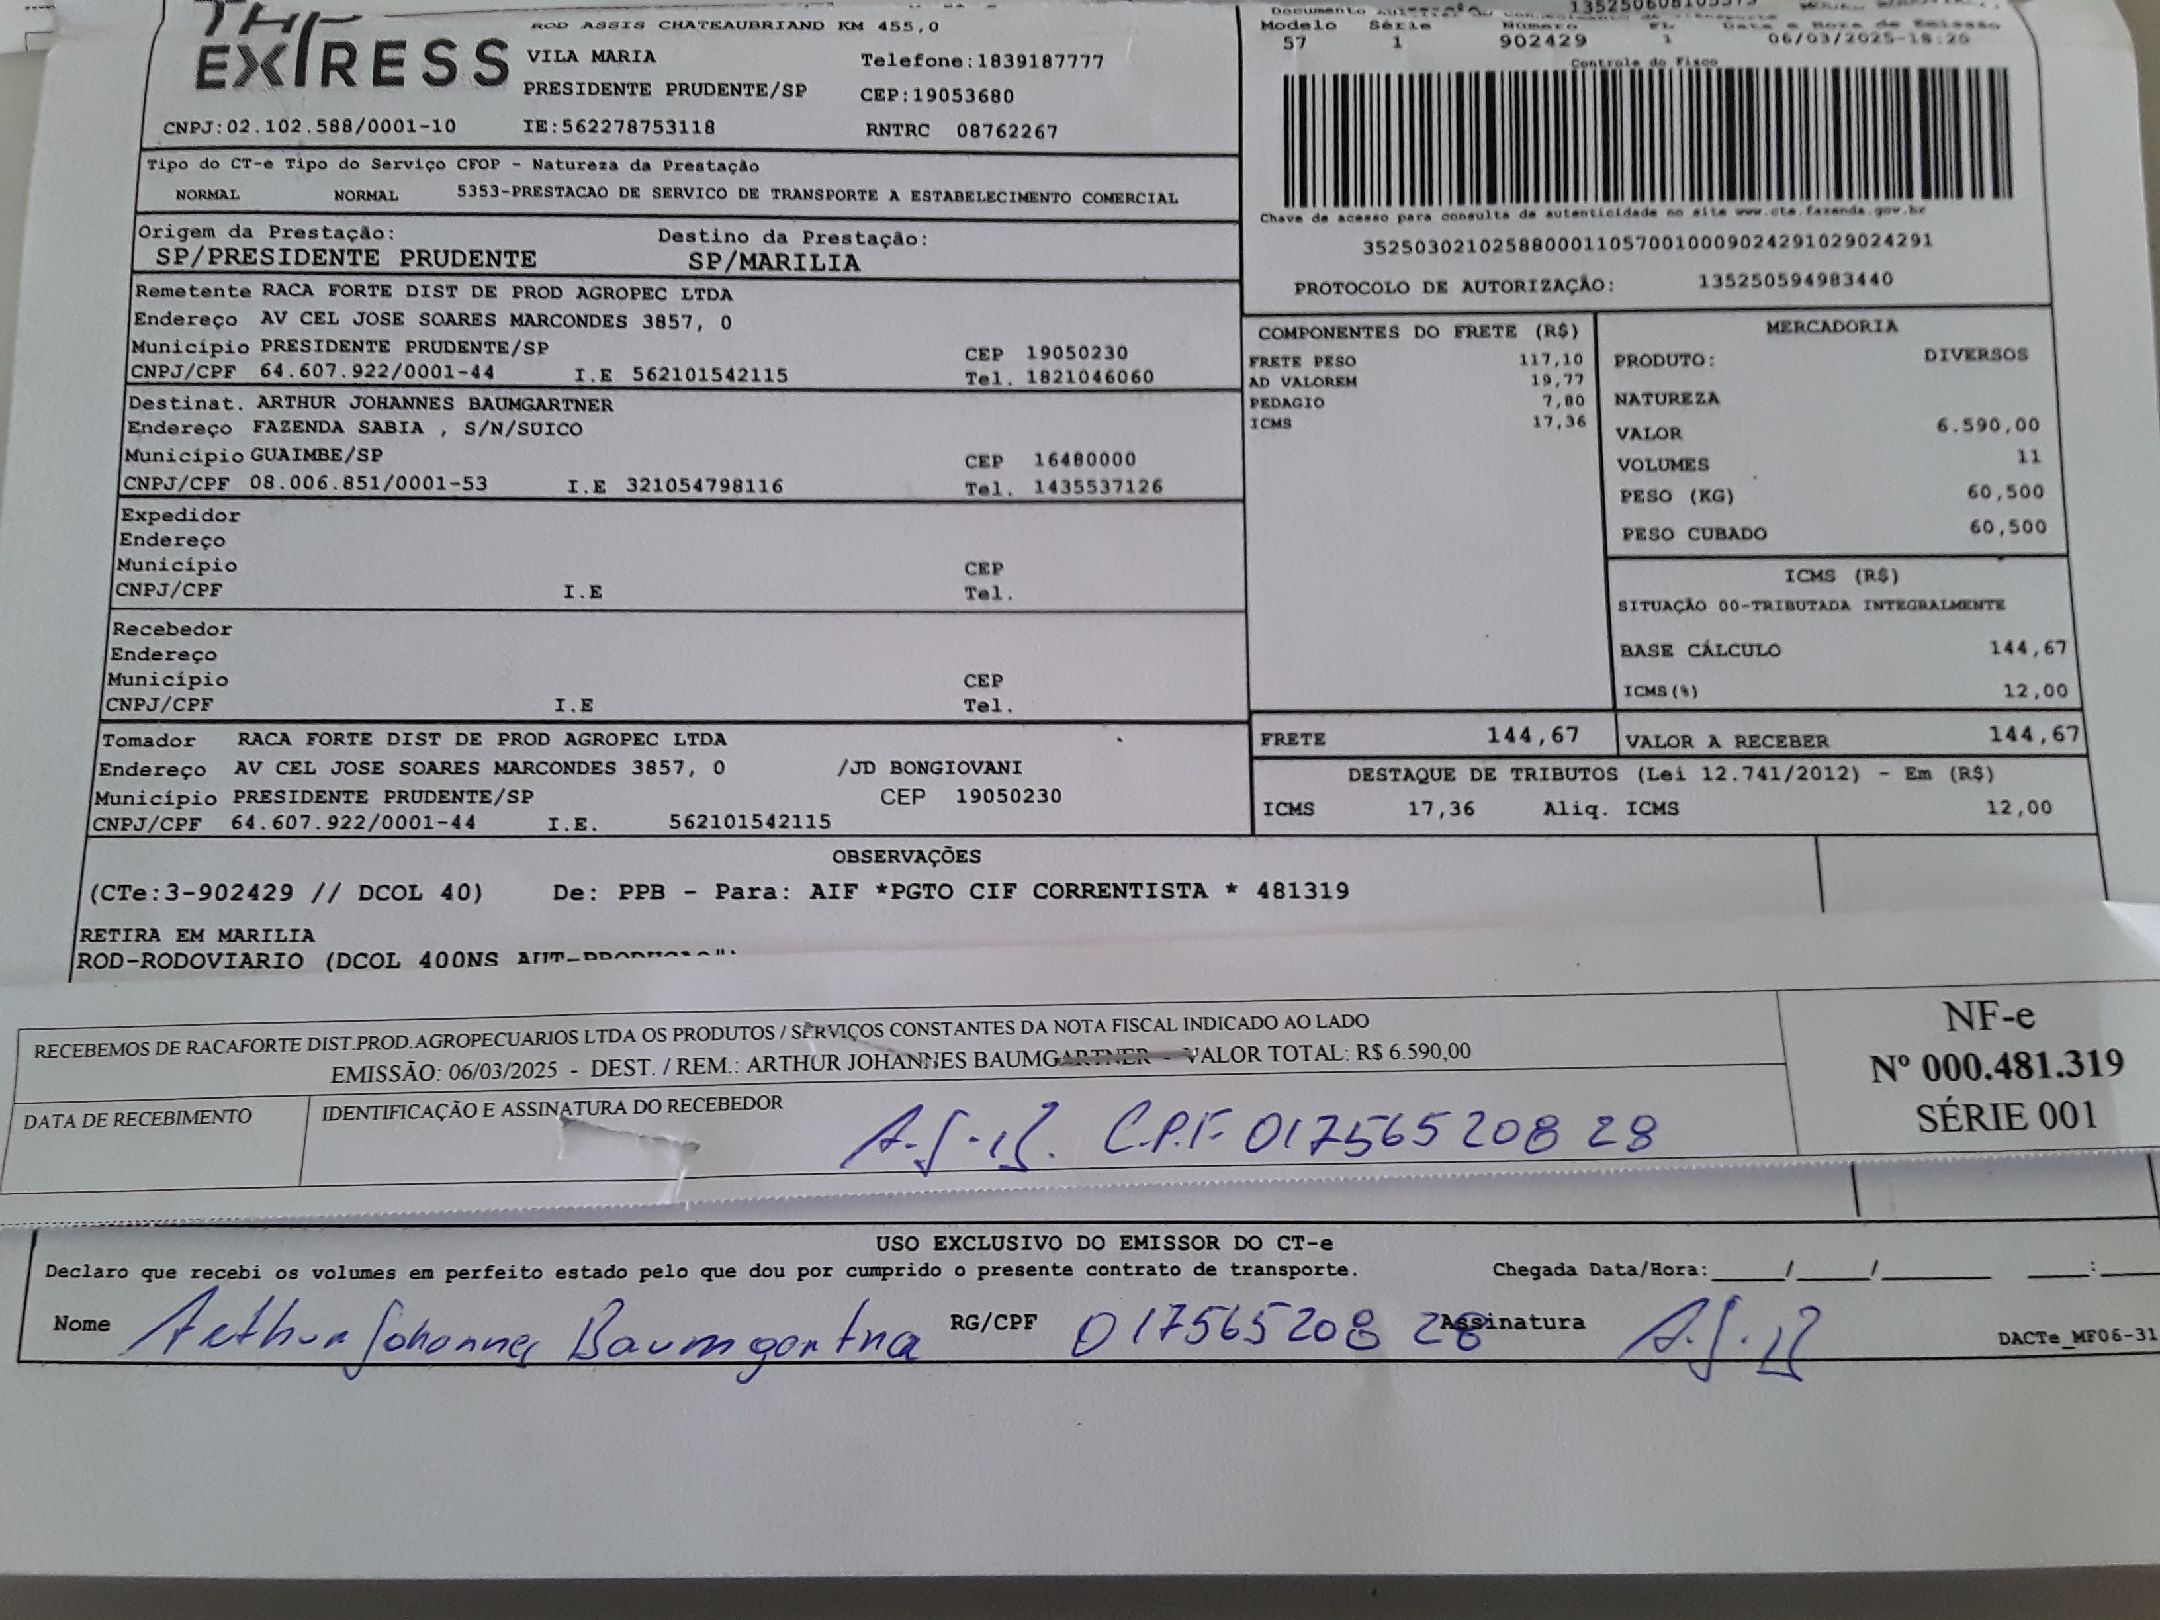 EXPRESS
ROD ASSIS CHATEAUBRIAND KM 455,0
VILA MARIA Telefone:1839187777
PRESIDENTE PRUDENTE/SP CEP:19053680
CNPJ:02.102.588/0001-10 IE:562278753118 RNTRC 08762267
Modelo Série Número FL Data e Hora de Emissão
57 1 902429 1 06/03/2025-18:26
Controle do Fisco
Chave de acesso para consulta de autenticidade no site www.cte.fazenda.gov.br
35250302102588000110570010009024291029024291
PROTOCOLO DE AUTORIZAÇÃO: 135250594983440
Tipo do CT-e Tipo do Serviço CFOP - Natureza da Prestação
NORMAL NORMAL 5353-PRESTACAO DE SERVICO DE TRANSPORTE A ESTABELECIMENTO COMERCIAL
Origem da Prestação: Destino da Prestação:
SP/PRESIDENTE PRUDENTE SP/MARILIA
Remetente RACA FORTE DIST DE PROD AGROPEC LTDA
Endereço AV CEL JOSE SOARES MARCONDES 3857, 0
Município PRESIDENTE PRUDENTE/SP CEP 19050230
CNPJ/CPF 64.607.922/0001-44 I.E 562101542115 Tel. 1821046060
Destinat. ARTHUR JOHANNES BAUMGARTNER
Endereço FAZENDA SABIA , S/N/SUICO
Município GUAIMBE/SP CEP 16480000
CNPJ/CPF 08.006.851/0001-53 I.E 321054798116 Tel. 1435537126
Expedidor
Endereço
Município CEP
CNPJ/CPF I.E Tel.
Recebedor
Endereço
Município CEP
CNPJ/CPF I.E Tel.
Tomador RACA FORTE DIST DE PROD AGROPEC LTDA
Endereço AV CEL JOSE SOARES MARCONDES 3857, 0 /JD BONGIOVANI
Município PRESIDENTE PRUDENTE/SP CEP 19050230
CNPJ/CPF 64.607.922/0001-44 I.E. 562101542115
COMPONENTES DO FRETE (R$)
FRETE PESO 117,10
AD VALOREM 19,77
PEDAGIO 7,80
ICMS 17,36
MERCADORIA
PRODUTO: DIVERSOS
NATUREZA
VALOR 6.590,00
VOLUMES 11
PESO (KG) 60,500
PESO CUBADO 60,500
ICMS (R$)
SITUAÇÃO 00-TRIBUTADA INTEGRALMENTE
BASE CÁLCULO 144,67
ICMS(%) 12,00
FRETE 144,67 VALOR A RECEBER 144,67
DESTAQUE DE TRIBUTOS (Lei 12.741/2012) - Em (R$)
ICMS 17,36 Aliq. ICMS 12,00
OBSERVAÇÕES
(CTe:3-902429 // DCOL 40) De: PPB - Para: AIF *PGTO CIF CORRENTISTA * 481319
RETIRA EM MARILIA
ROD-RODOVIARIO (DCOL 400NS
RECEBEMOS DE RACAFORTE DIST.PROD.AGROPECUARIOS LTDA OS PRODUTOS / SERVIÇOS CONSTANTES DA NOTA FISCAL INDICADO AO LADO
EMISSÃO: 06/03/2025 - DEST. / REM.: ARTHUR JOHANNES BAUMGARTNER - VALOR TOTAL: R$ 6.590,00
DATA DE RECEBIMENTO IDENTIFICAÇÃO E ASSINATURA DO RECEBEDOR
A.J.B. C.P.F. 017565208 28
NF-e
Nº 000.481.319
SÉRIE 001
USO EXCLUSIVO DO EMISSOR DO CT-e
Declaro que recebi os volumes em perfeito estado pelo que dou por cumprido o presente contrato de transporte. Chegada Data/Hora:_____/_____/_______ ____:____
Nome Arthur Johannes Baumgartner RG/CPF 017565208 28 Assinatura A.J.B
DACTe_MF06-31